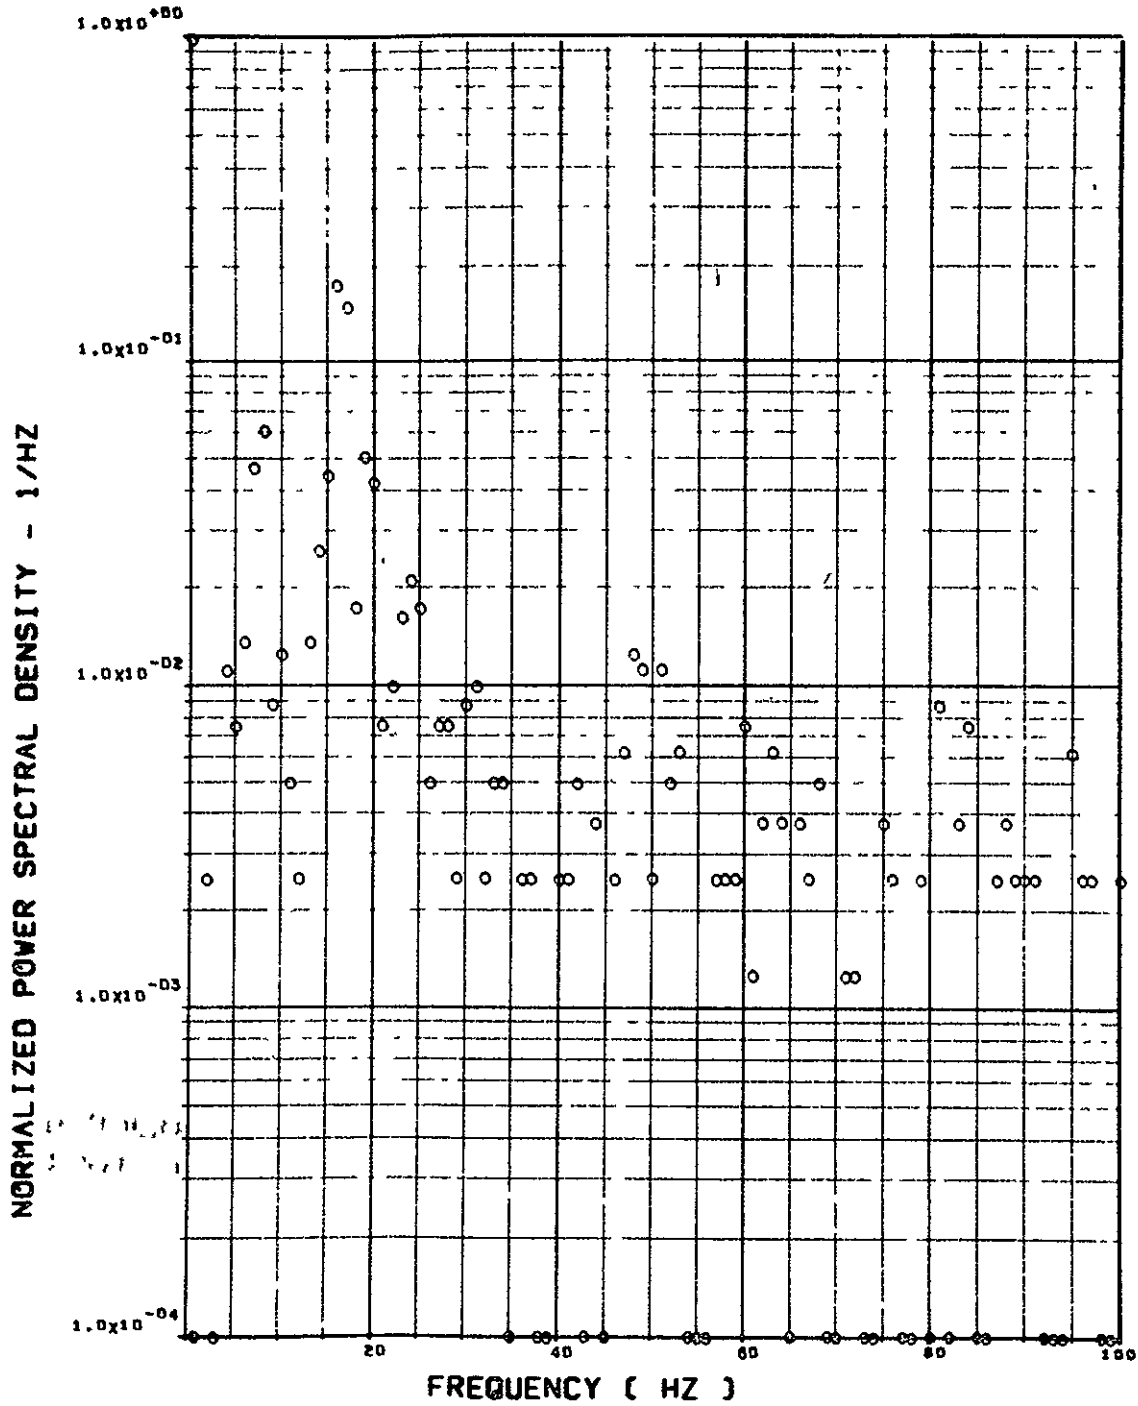 1.0X10+00
1.0X10-01
1.0X10-02
1.0X10-03
1.0X10-04
NORMALIZED POWER SPECTRAL DENSITY - 1/HZ
20 40 60 80 100
FREQUENCY ( HZ )